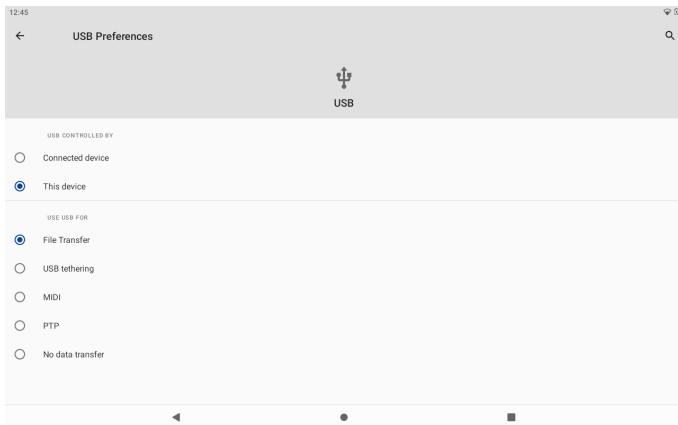 12:45
USB Preferences
USB
USB CONTROLLED BY
Connected device
This device
USE USB FOR
File Transfer
USB tethering
MIDI
PTP
No data transfer